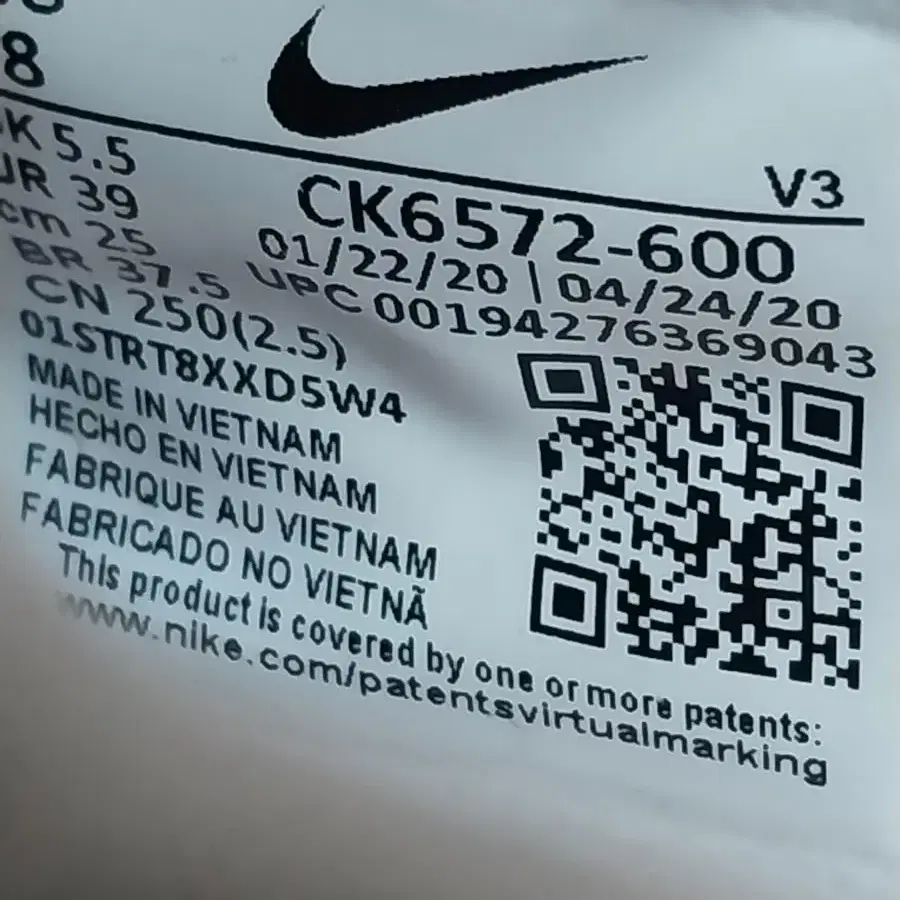 8
V3
K 5.5
UR 39
cm 25
BR 37.5
CN 250(2.5)
CK6572-600
01/22/20 | 04/24/20
UPC 00194276369043
01STRT8XXD5W4
MADE IN VIETNAM
HECHO EN VIETNAM
FABRIQUE AU VIETNAM
FABRICADO NO VIETNÃ
This product is covered by one or more patents:
www.nike.com/patentsvirtualmarking